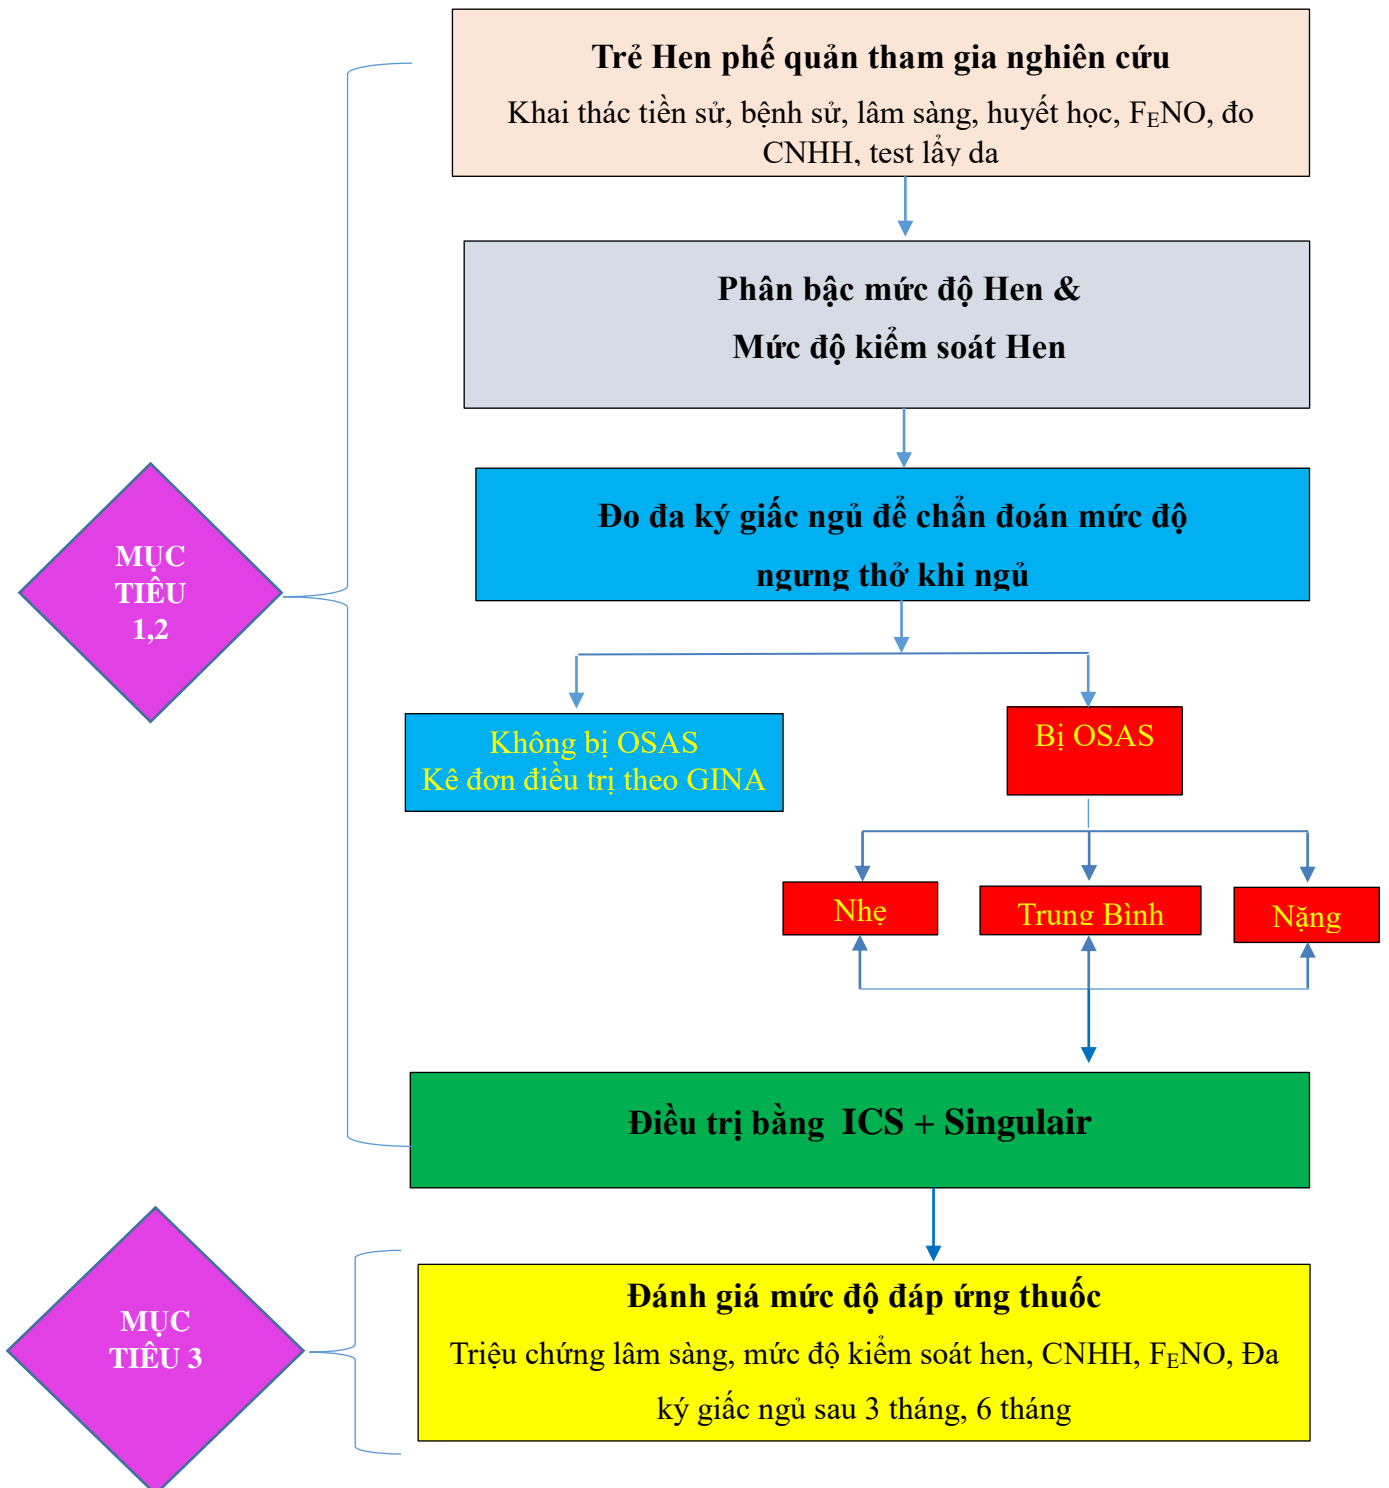 Trẻ Hen phế quản tham gia nghiên cứu
Khai thác tiền sử, bệnh sử, lâm sàng, huyết học, FENO, đo
CNHH, test lẩy da
Phân bậc mức độ Hen &
Mức độ kiểm soát Hen
Đo đa ký giấc ngủ để chẩn đoán mức độ
ngưng thở khi ngủ
MỤC
TIÊU
1,2
Không bị OSAS
Kê đơn điều trị theo GINA
Bị OSAS
Nhẹ
Trung Bình
Nặng
Điều trị bằng ICS + Singulair
Đánh giá mức độ đáp ứng thuốc
Triệu chứng lâm sàng, mức độ kiểm soát hen, CNHH, FENO, Đa
ký giấc ngủ sau 3 tháng, 6 tháng
MỤC
TIÊU 3